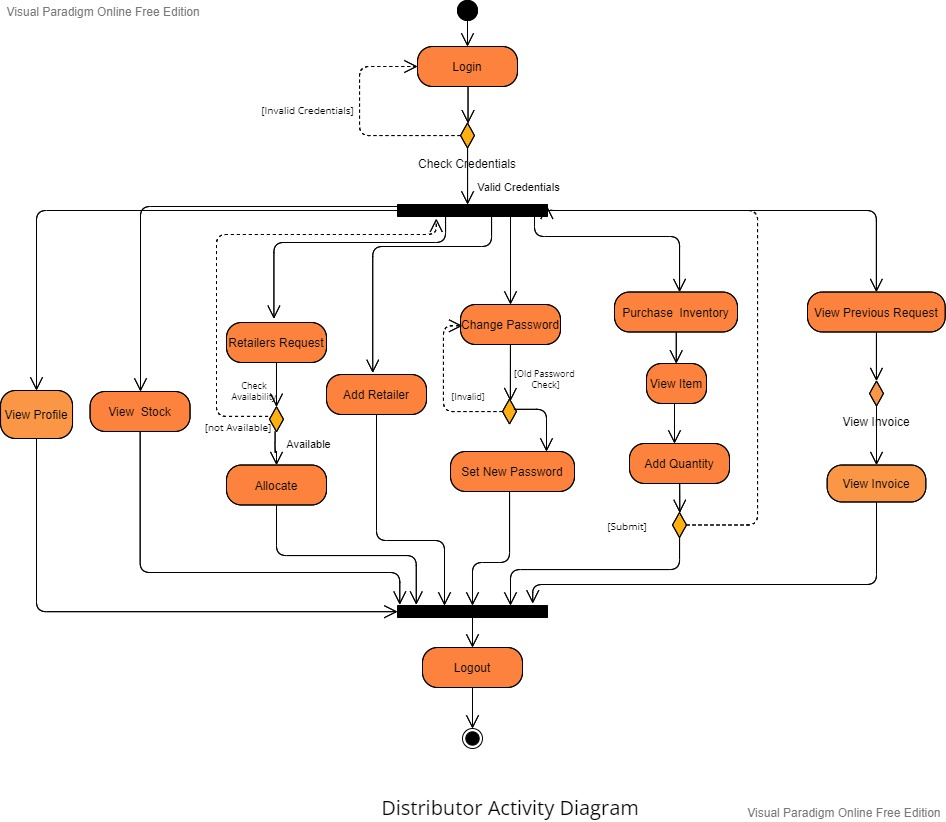 Visual Paradigm Online Free Edition
Login
[Invalid Credentials]
Check Credentials
Valid Credentials
Purchase  Inventory
View Previous Request
Change Password
Retailers Request
[Old Password
Check]
Check
Availability
View Item
Add Retailer
[Invalid]
View Profile
View  Stock
[not Available]
View Invoice
Available
Set New Password
Add Quantity
Allocate
View Invoice
[Submit]
Logout
Distributor Activity Diagram
Visual Paradigm Online Free Edition